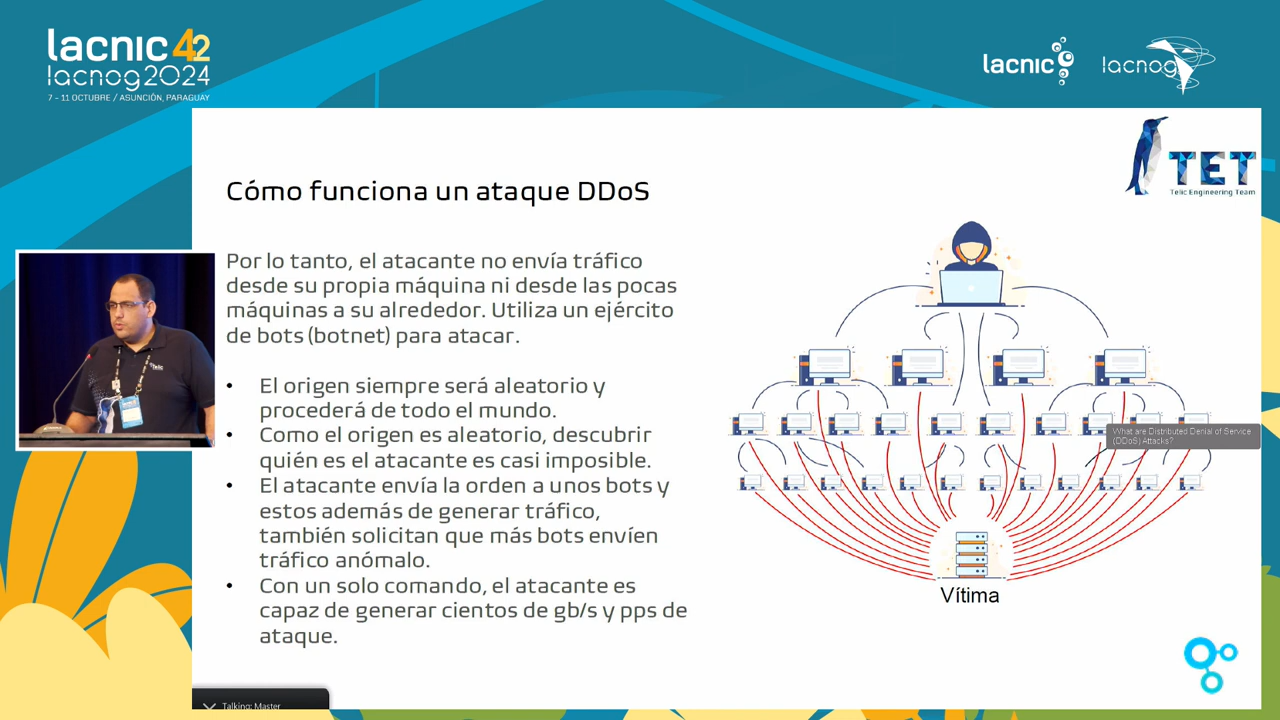 lacnic 42
lacnog2024
7 - 11 OCTUBRE / ASUNCIÓN, PARAGUAY
lacnic
lacnog
TET
Telic Engineering Team
Cómo funciona un ataque DDoS
Por lo tanto, el atacante no envía tráfico
desde su propia máquina ni desde las pocas
máquinas a su alrededor. Utiliza un ejército
de bots (botnet) para atacar.
• El origen siempre será aleatorio y
procederá de todo el mundo.
• Como el origen es aleatorio, descubrir
quién es el atacante es casi imposible.
• El atacante envía la orden a unos bots y
estos además de generar tráfico,
también solicitan que más bots envíen
tráfico anómalo.
• Con un solo comando, el atacante es
capaz de generar cientos de gb/s y pps de
ataque.
What are Distributed Denial of Service
(DDoS) Attacks?
Vítima
Telic
Talking: Master